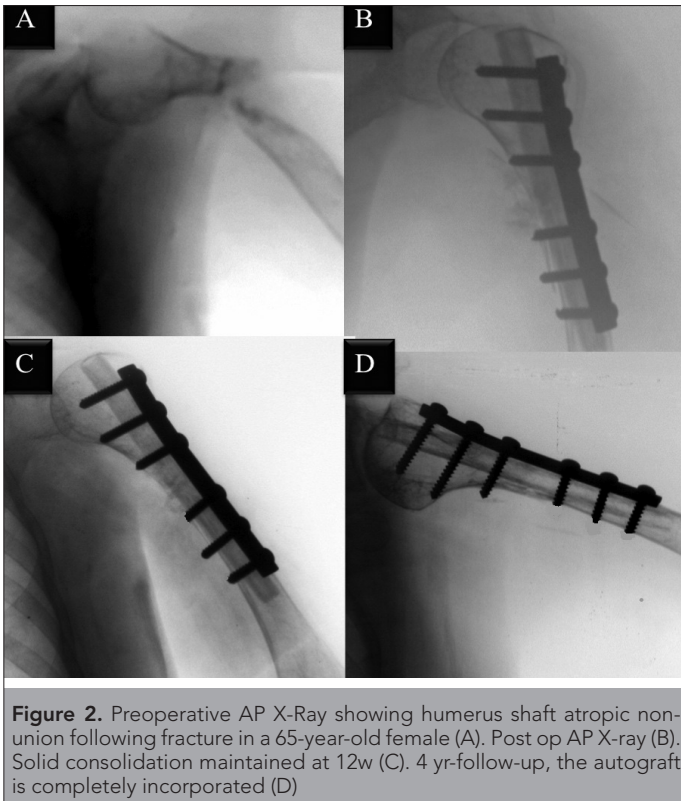 A
B
C
D
Figure 2. Preoperative AP X-Ray showing humerus shaft atropic non-
union following fracture in a 65-year-old female (A). Post op AP X-ray (B).
Solid consolidation maintained at 12w (C). 4 yr-follow-up, the autograft
is completely incorporated (D)